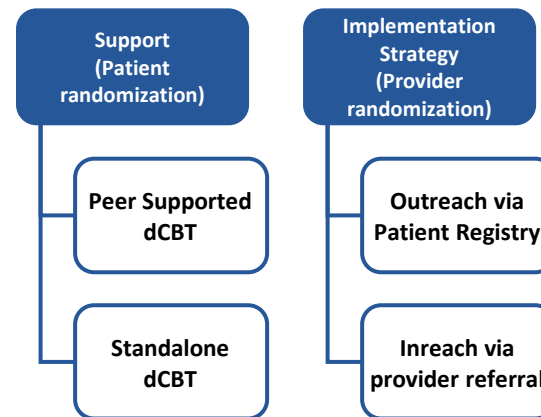 Support
(Patient
randomization)
Peer Supported
dCBT
Standalone
dCBT
Implementation
Strategy
(Provider
randomization)
Outreach via
Patient Registry
Inreach via
provider referral